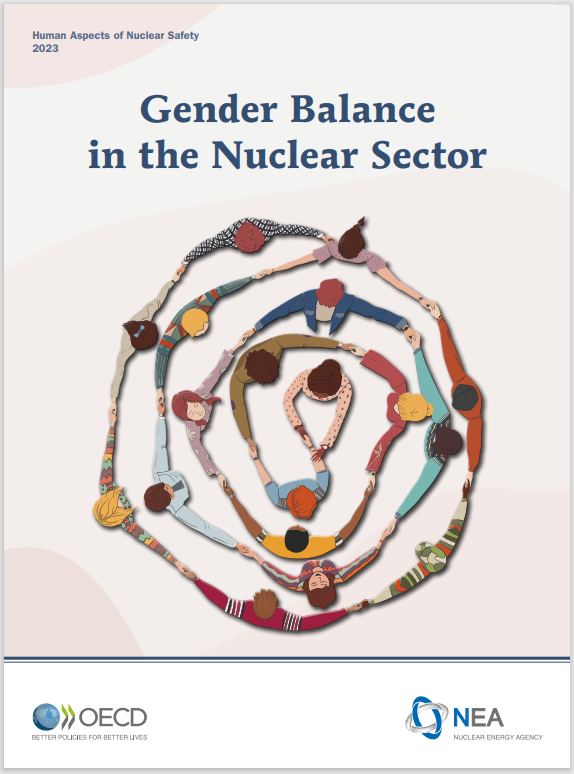 Human Aspects of Nuclear Safety
2023
Gender Balance
in the Nuclear Sector
OECD
BETTER POLICIES FOR BETTER LIVES
NEA
NUCLEAR ENERGY AGENCY